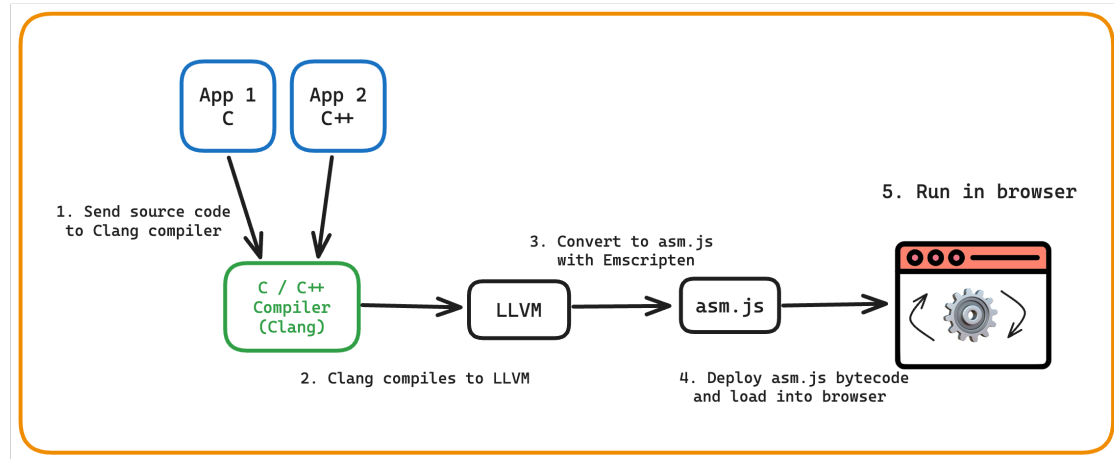 App 1
C
App 2
C++
5. Run in browser
1. Send source code
to Clang compiler
3. Convert to asm.js
with Emscripten
C / C++
Compiler
(Clang)
LLVM
asm.js
2. Clang compiles to LLVM
4. Deploy asm.js bytecode
and load into browser